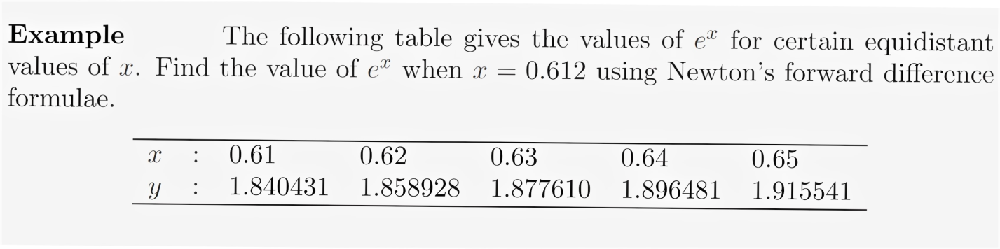 Example The following table gives the values of eˣ for certain equidistant
values of x. Find the value of eˣ when x = 0.612 using Newton's forward difference
formulae.
x : 0.61 0.62 0.63 0.64 0.65
y : 1.840431 1.858928 1.877610 1.896481 1.915541